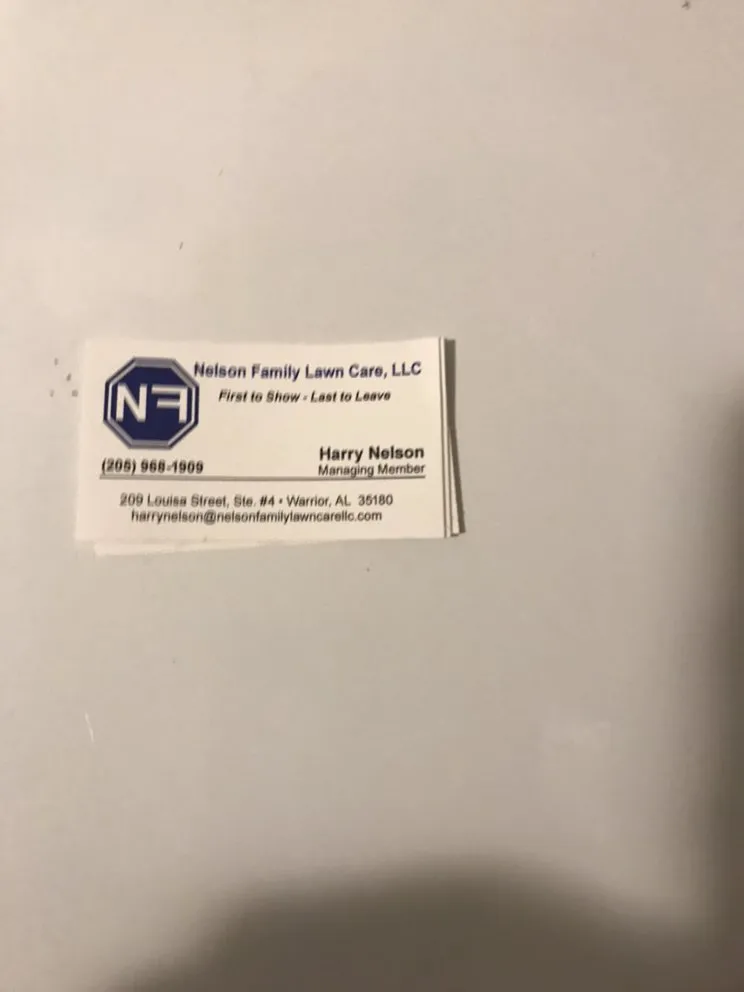 NF
Nelson Family Lawn Care, LLC
First to Show - Last to Leave
Harry Nelson
(205) 968-1909
Managing Member
209 Louisa Street, Ste. #4 • Warrior, AL 35180
harrynelson@nelsonfamilylawncarellc.com